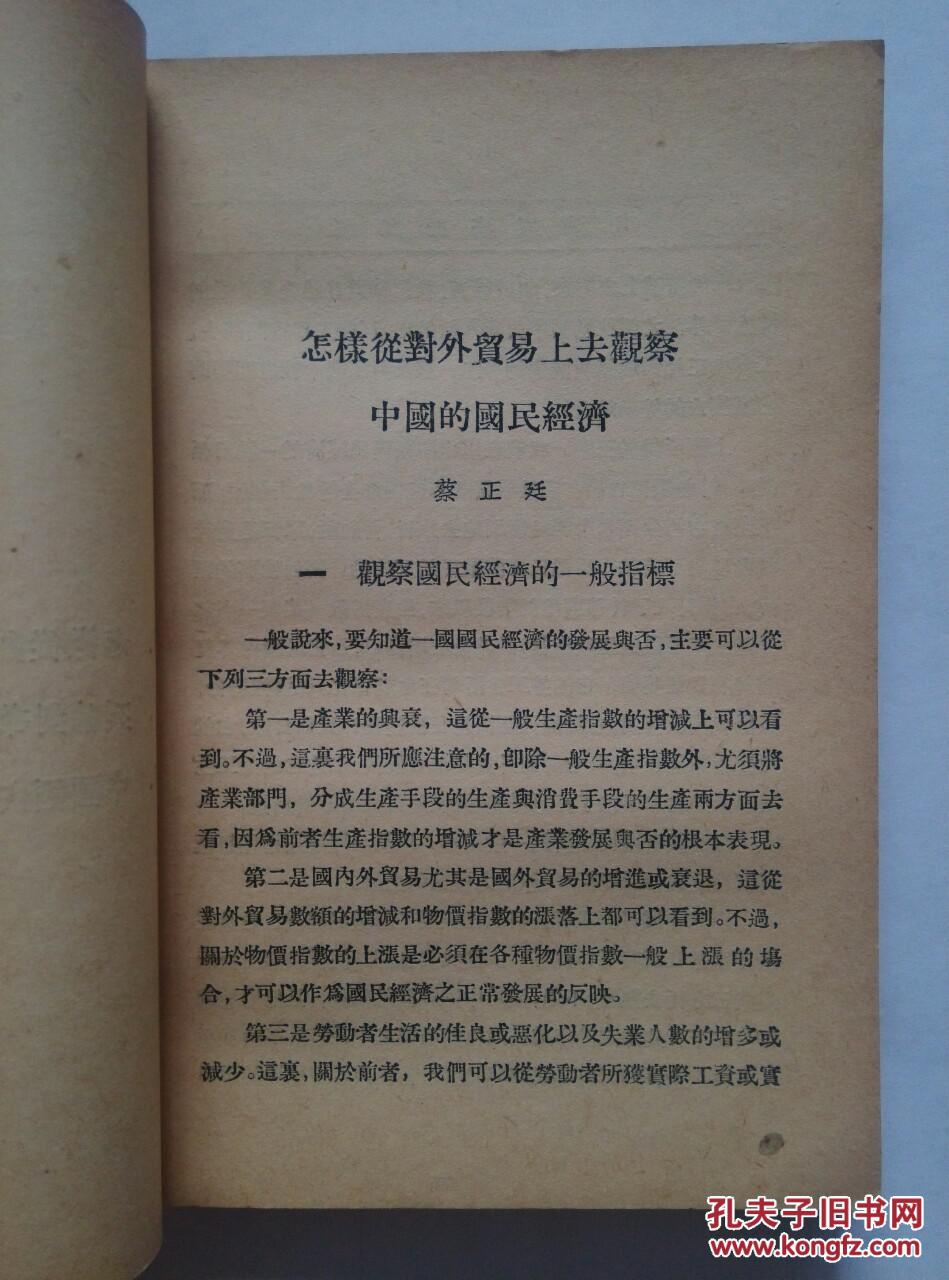 怎樣從對外貿易上去觀察
中國的國民經濟
蔡正廷
一 觀察國民經濟的一般指標
一般說來，要知道一國國民經濟的發展與否，主要可以從
下列三方面去觀察：
第一是產業的興衰，這從一般生產指數的增減上可以看
到。不過，這裏我們所應注意的，卽除一般生產指數外，尤須將
產業部門，分成生產手段的生產與消費手段的生產兩方面去
看，因爲前者生產指數的增減才是產業發展與否的根本表現。
第二是國內外貿易尤其是國外貿易的增進或衰退，這從
對外貿易數額的增減和物價指數的漲落上都可以看到。不過，
關於物價指數的上漲是必須在各種物價指數一般上漲的塲
合，才可以作爲國民經濟之正常發展的反映。
第三是勞動者生活的佳良或惡化以及失業人數的增多或
減少。這裏，關於前者，我們可以從勞動者所獲實際工資或實
孔夫子旧书网
www.kongfz.com